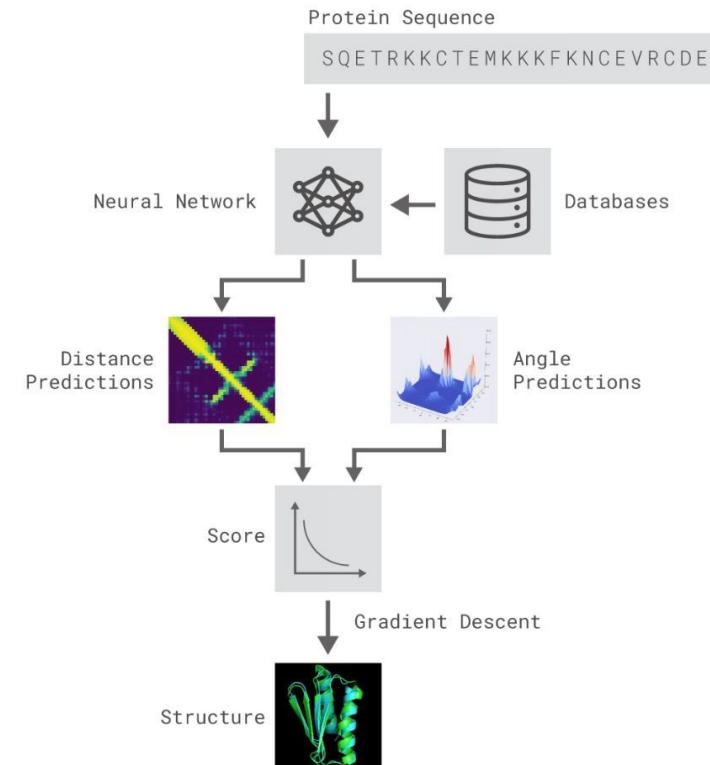 Protein Sequence
SQETRKKCTEMKKKFKNCEVRCDE
Neural Network
Databases
Distance
Predictions
Angle
Predictions
Score
Gradient Descent
Structure